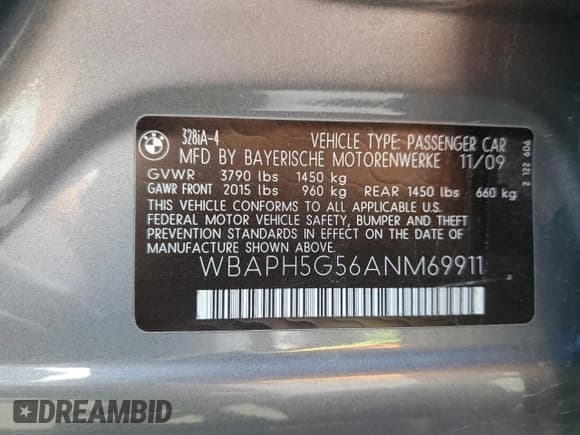 BMW
328iA-4
VEHICLE TYPE: PASSENGER CAR
MFD BY BAYERISCHE MOTORENWERKE 11/09
GVWR 3790 lbs 1450 kg
GAWR FRONT 2015 lbs 960 kg REAR 1450 lbs 660 kg
THIS VEHICLE CONFORMS TO ALL APPLICABLE U.S.
FEDERAL MOTOR VEHICLE SAFETY, BUMPER AND THEFT
PREVENTION STANDARDS IN EFFECT ON THE DATE OF
MANUFACTURE SHOWN ABOVE.
WBAPH5G56ANM69911
2 122 606
DREAMBID